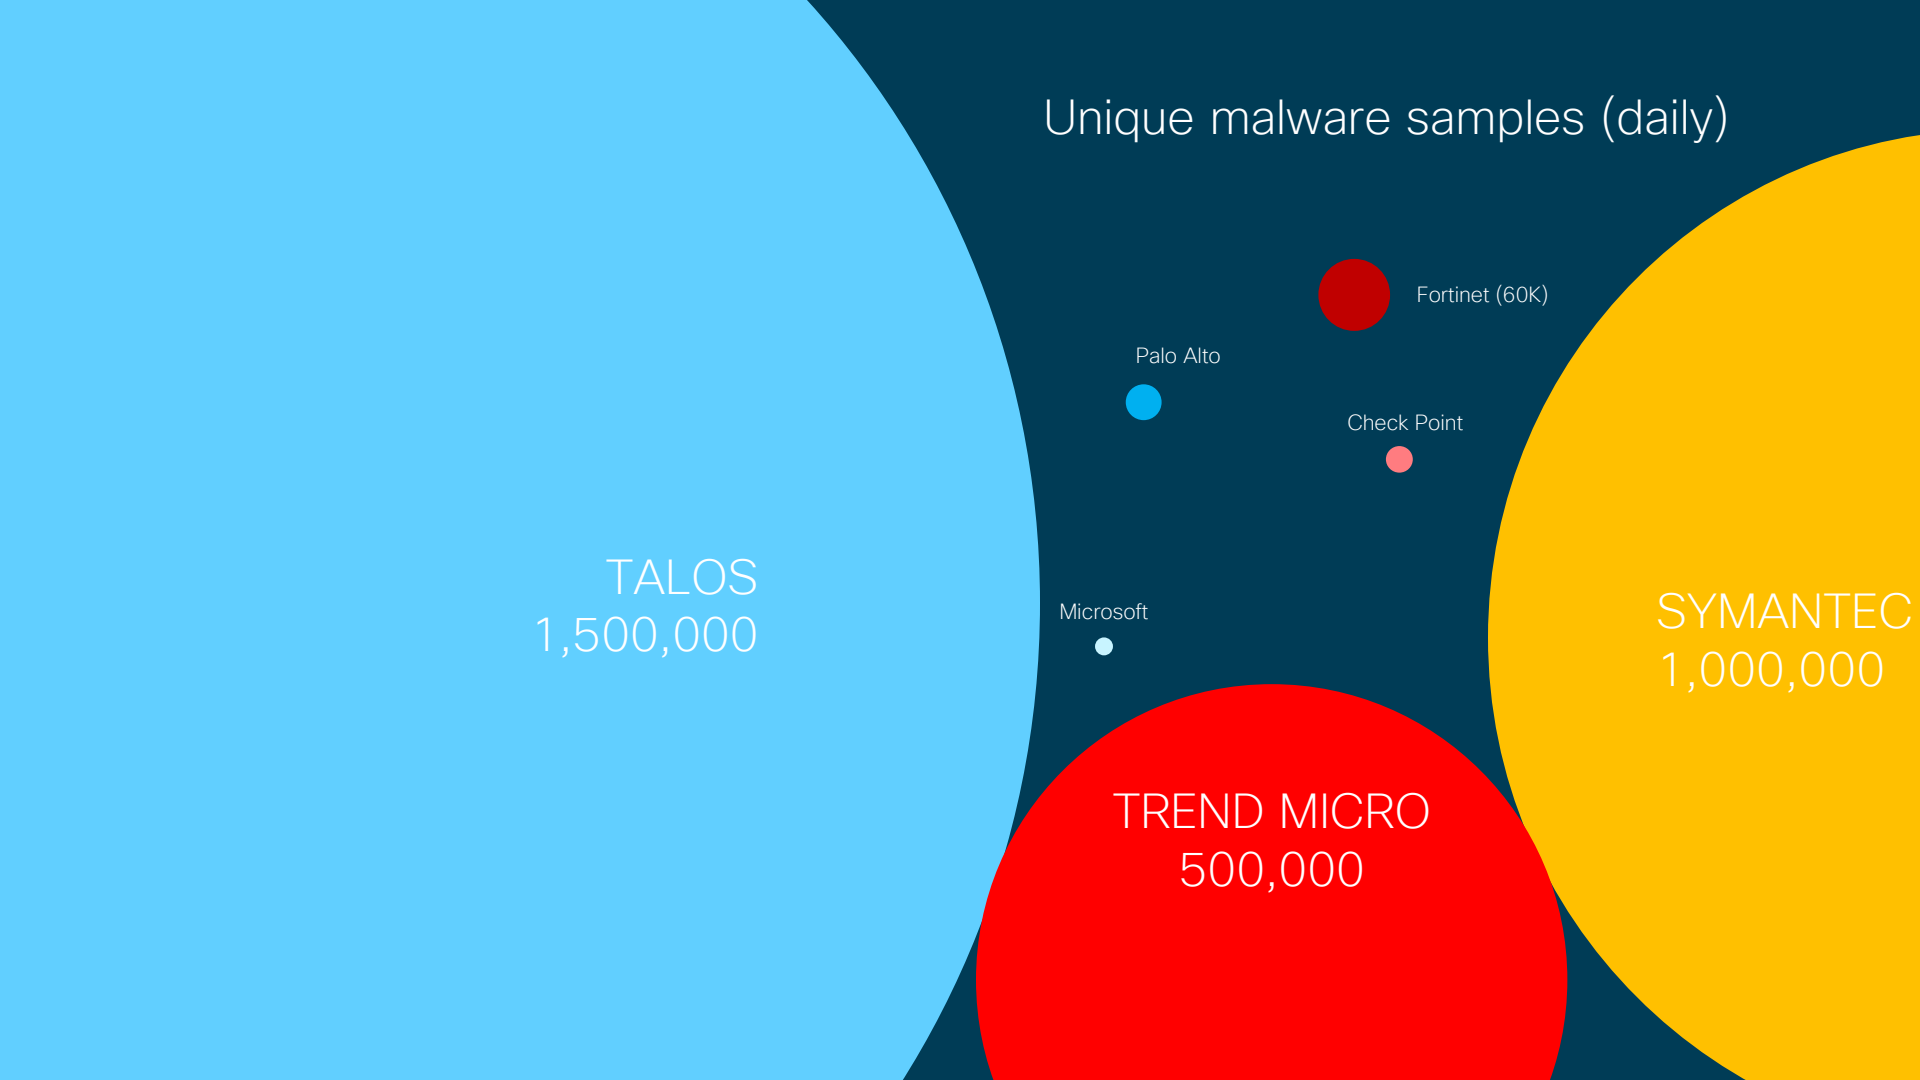 Unique malware samples (daily)
Fortinet (60K)
Palo Alto
Check Point
TALOS
1,500,000
Microsoft
SYMANTEC
1,000,000
TREND MICRO
500,000